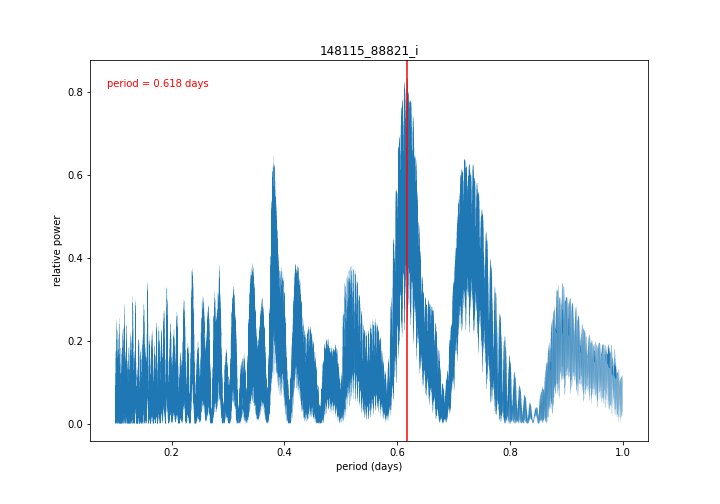 148115_88821_i
period = 0.618 days
relative power
0.8
0.6
0.4
0.2
0.0
0.2 0.4 0.6 0.8 1.0
period (days)